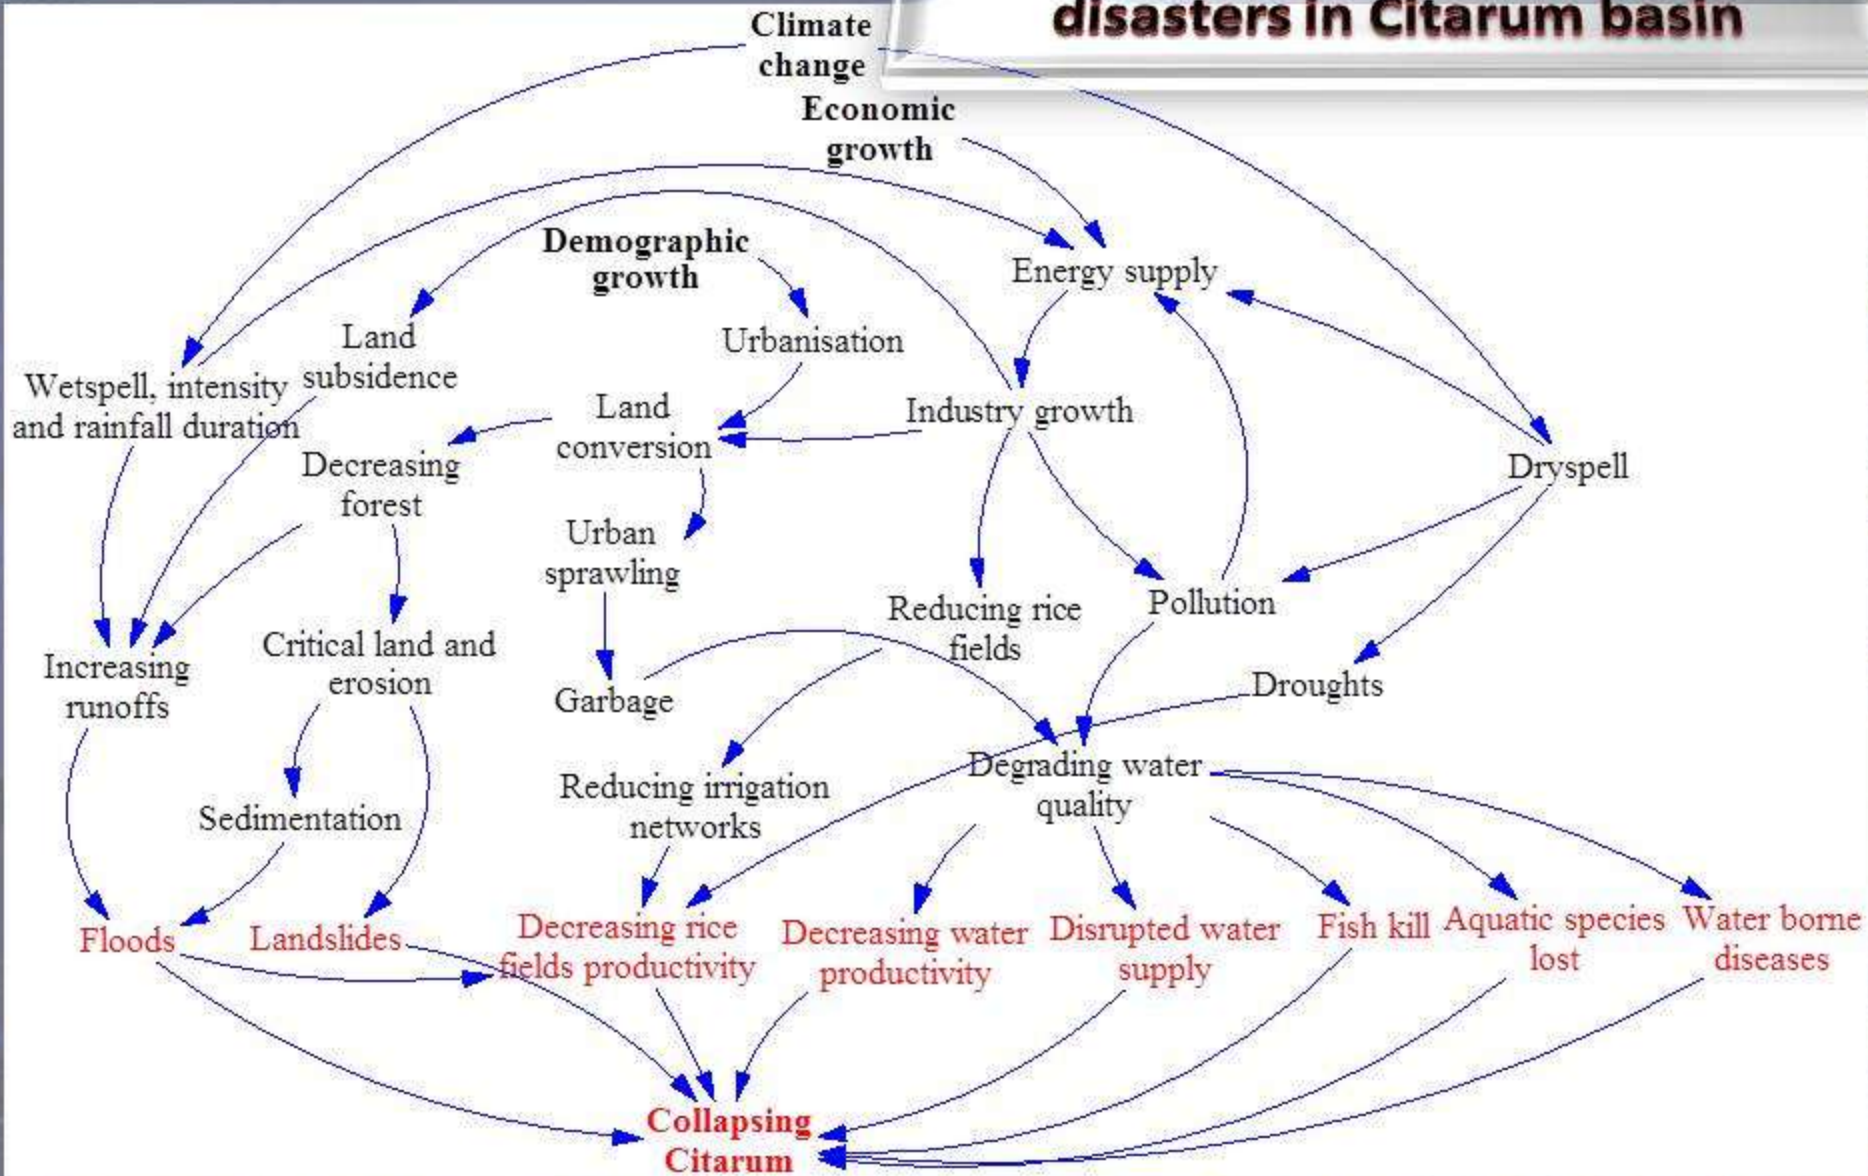 disasters in Citarum basin
Climate
change
Economic
growth
Demographic
growth
Energy supply
Land
subsidence
Urbanisation
Wetspell, intensity
and rainfall duration
Land
conversion
Industry growth
Decreasing
forest
Dryspell
Urban
sprawling
Reducing rice
fields
Pollution
Critical land and
erosion
Increasing
runoffs
Garbage
Droughts
Degrading water
quality
Reducing irrigation
networks
Sedimentation
Floods
Landslides
Decreasing rice
fields productivity
Decreasing water
productivity
Disrupted water
supply
Fish kill
Aquatic species
lost
Water borne
diseases
Collapsing
Citarum